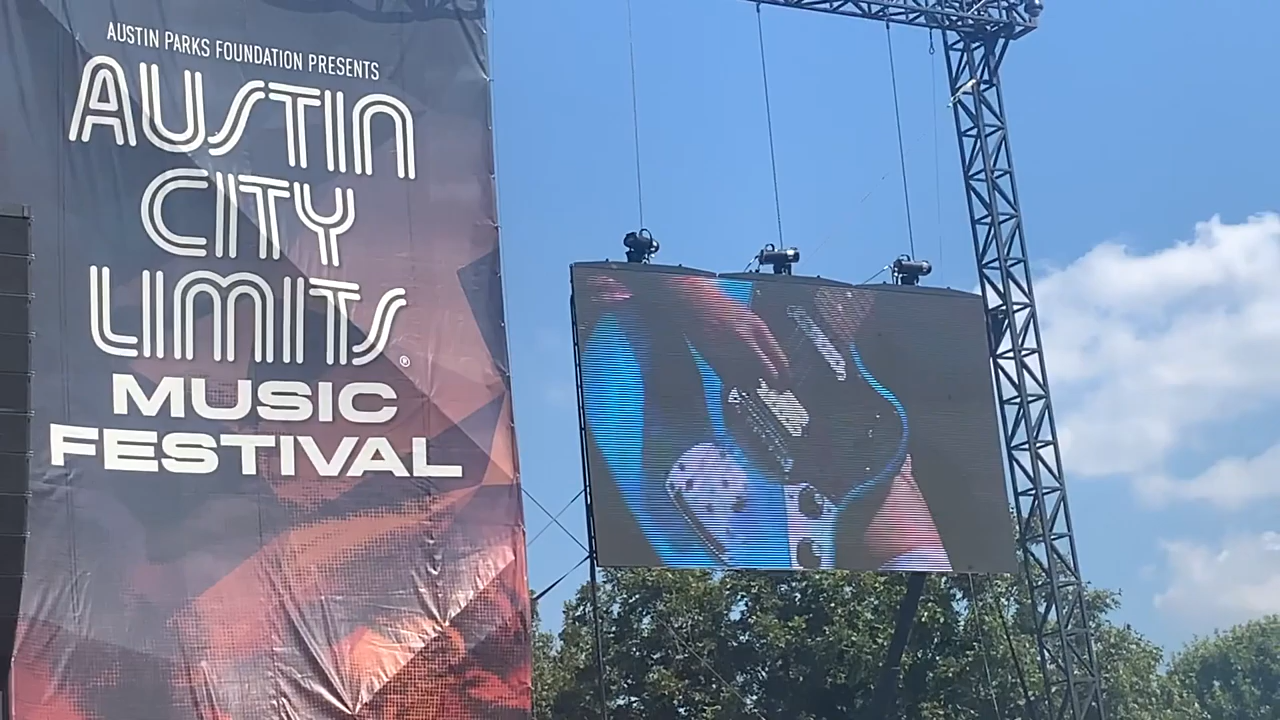 AUSTIN PARKS FOUNDATION PRESENTS
AUSTIN
CITY
LIMITS®
MUSIC
FESTIVAL